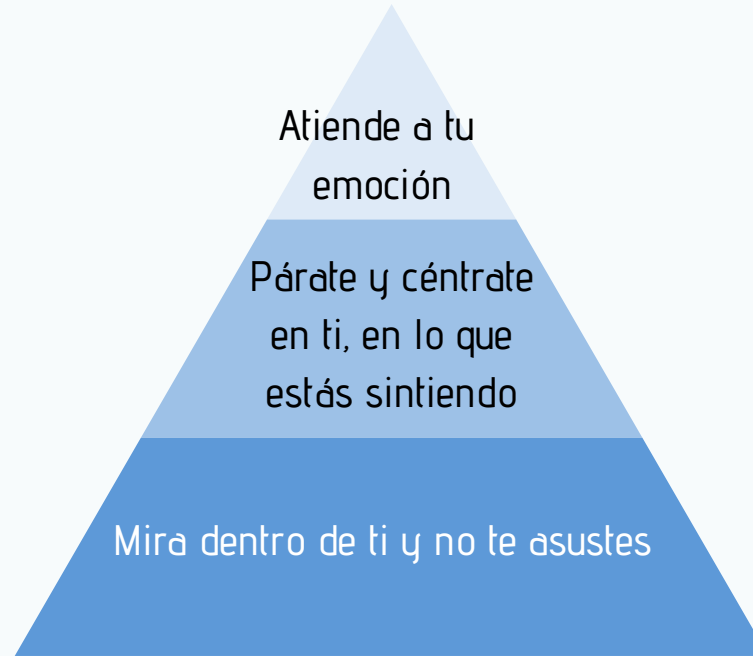 Atiende a tu
emoción
Párate y céntrate
en ti, en lo que
estás sintiendo
Mira dentro de ti y no te asustes